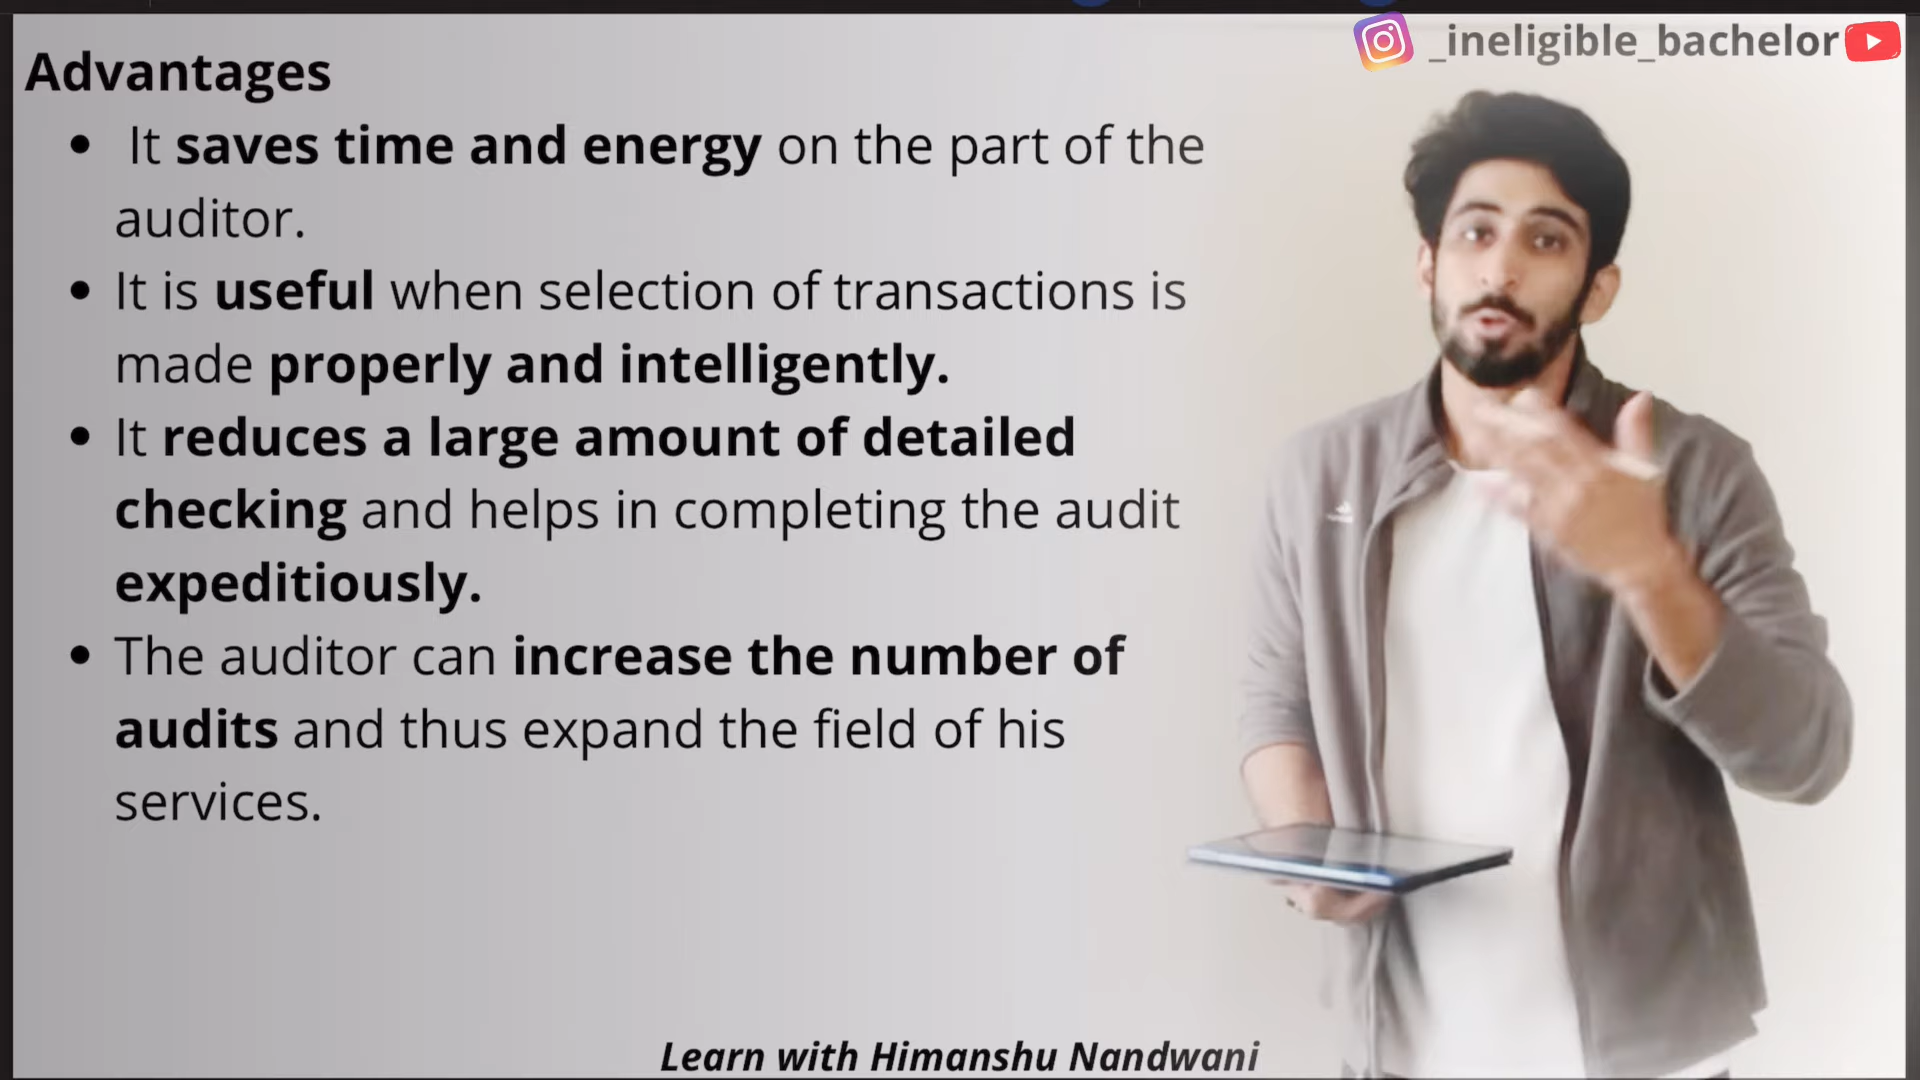 _ineligible_bachelor
Advantages
It saves time and energy on the part of the
auditor.
It is useful when selection of transactions is
made properly and intelligently.
It reduces a large amount of detailed
checking and helps in completing the audit
expeditiously.
The auditor can increase the number of
audits and thus expand the field of his
services.
Learn with Himanshu Nandwani